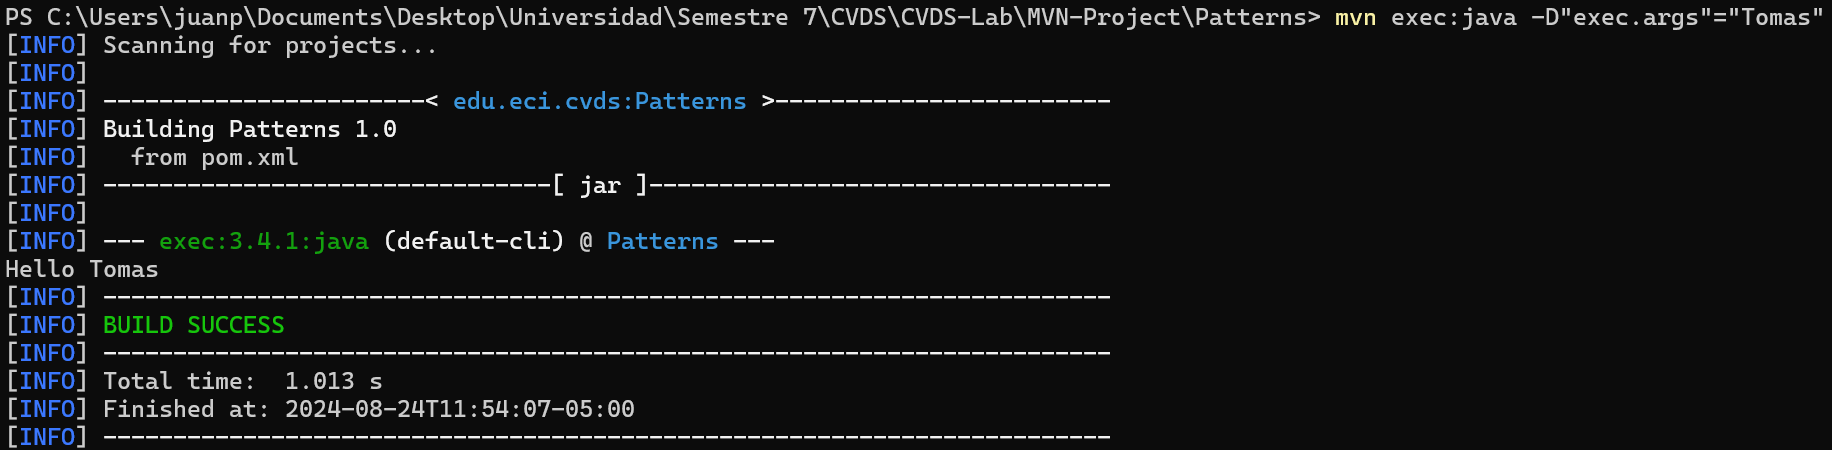 PS C:\Users\juanp\Documents\Desktop\Universidad\Semestre 7\CVDS\CVDS-Lab\MVN-Project\Patterns> mvn exec:java -D"exec.args"="Tomas"
[INFO] Scanning for projects...
[INFO]
[INFO] -----------------------< edu.eci.cvds:Patterns >------------------------
[INFO] Building Patterns 1.0
[INFO]   from pom.xml
[INFO] --------------------------------[ jar ]---------------------------------
[INFO]
[INFO] --- exec:3.4.1:java (default-cli) @ Patterns ---
Hello Tomas
[INFO] ------------------------------------------------------------------------
[INFO] BUILD SUCCESS
[INFO] ------------------------------------------------------------------------
[INFO] Total time:  1.013 s
[INFO] Finished at: 2024-08-24T11:54:07-05:00
[INFO] ------------------------------------------------------------------------